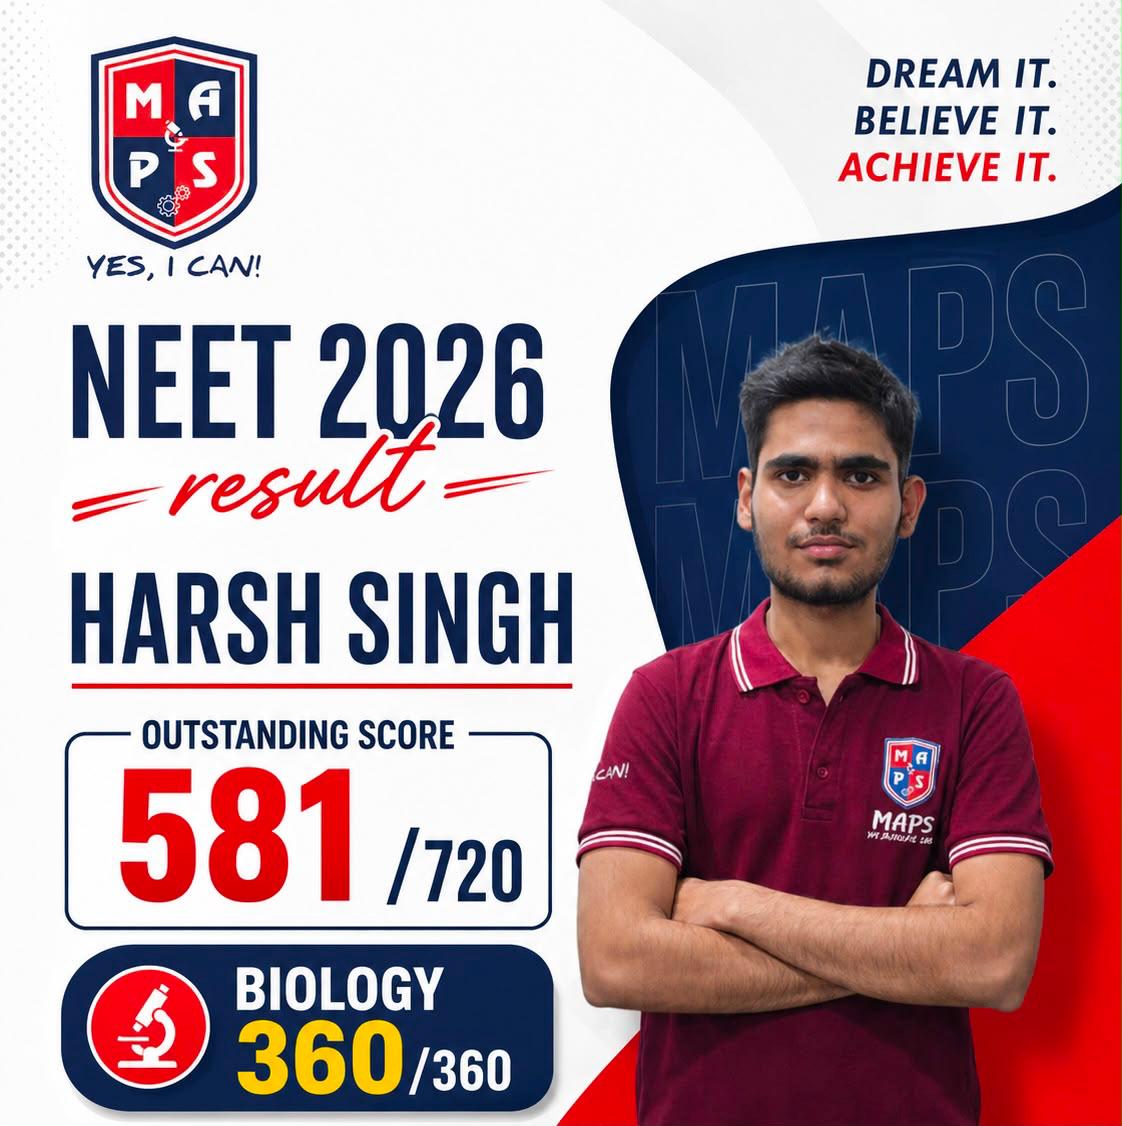 M A
P S
YES, I CAN!
DREAM IT.
BELIEVE IT.
ACHIEVE IT.
MAPS
MAPS
NEET 2026
result
HARSH SINGH
OUTSTANDING SCORE
581 /720
BIOLOGY
360/360
CAN!
M A
P S
MAPS